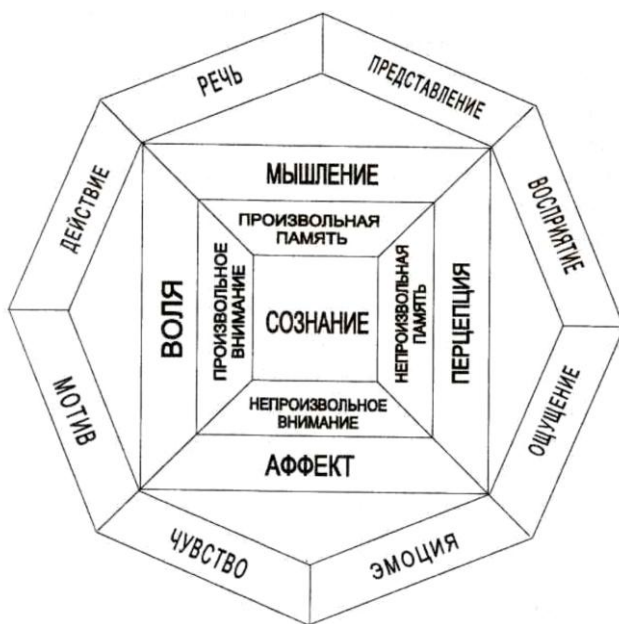 РЕЧЬ
ПРЕДСТАВЛЕНИЕ
ДЕЙСТВИЕ
ВОСПРИЯТИЕ
МЫШЛЕНИЕ
ПРОИЗВОЛЬНАЯ
ПАМЯТЬ
ВОЛЯ
ПРОИЗВОЛЬНОЕ
ВНИМАНИЕ
СОЗНАНИЕ
НЕПРОИЗВОЛЬНАЯ
ПАМЯТЬ
ПЕРЦЕПЦИЯ
НЕПРОИЗВОЛЬНОЕ
ВНИМАНИЕ
АФФЕКТ
МОТИВ
ОЩУЩЕНИЕ
ЧУВСТВО
ЭМОЦИЯ